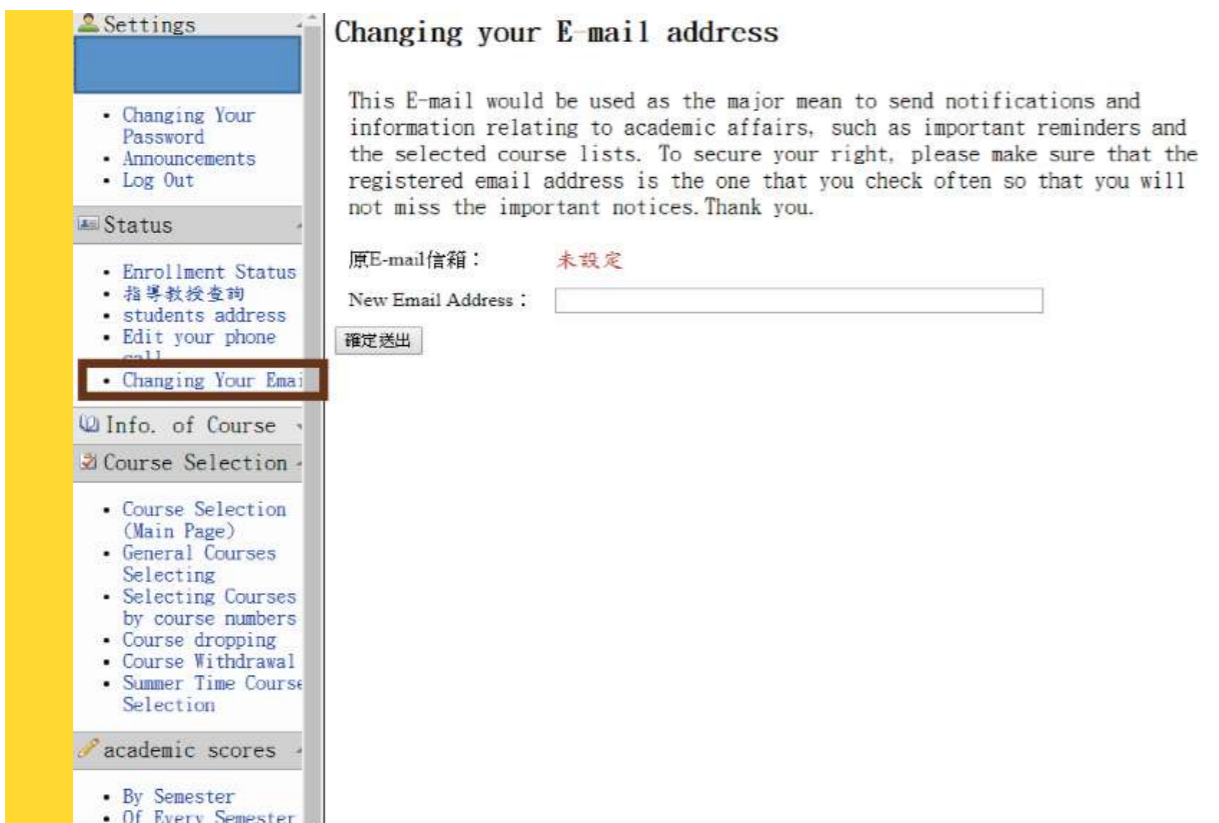 Settings
• Changing Your
Password
• Announcements
• Log Out
Status
• Enrollment Status
• 指導教授查詢
• students address
• Edit your phone
call
• Changing Your Emai
Info. of Course
Course Selection
• Course Selection
(Main Page)
• General Courses
Selecting
• Selecting Courses
by course numbers
• Course dropping
• Course Withdrawal
• Summer Time Course
Selection
academic scores
• By Semester
• Of Every Semester
Changing your E-mail address
This E-mail would be used as the major mean to send notifications and
information relating to academic affairs, such as important reminders and
the selected course lists. To secure your right, please make sure that the
registered email address is the one that you check often so that you will
not miss the important notices.Thank you.
原E-mail信箱： 未設定
New Email Address：
確定送出